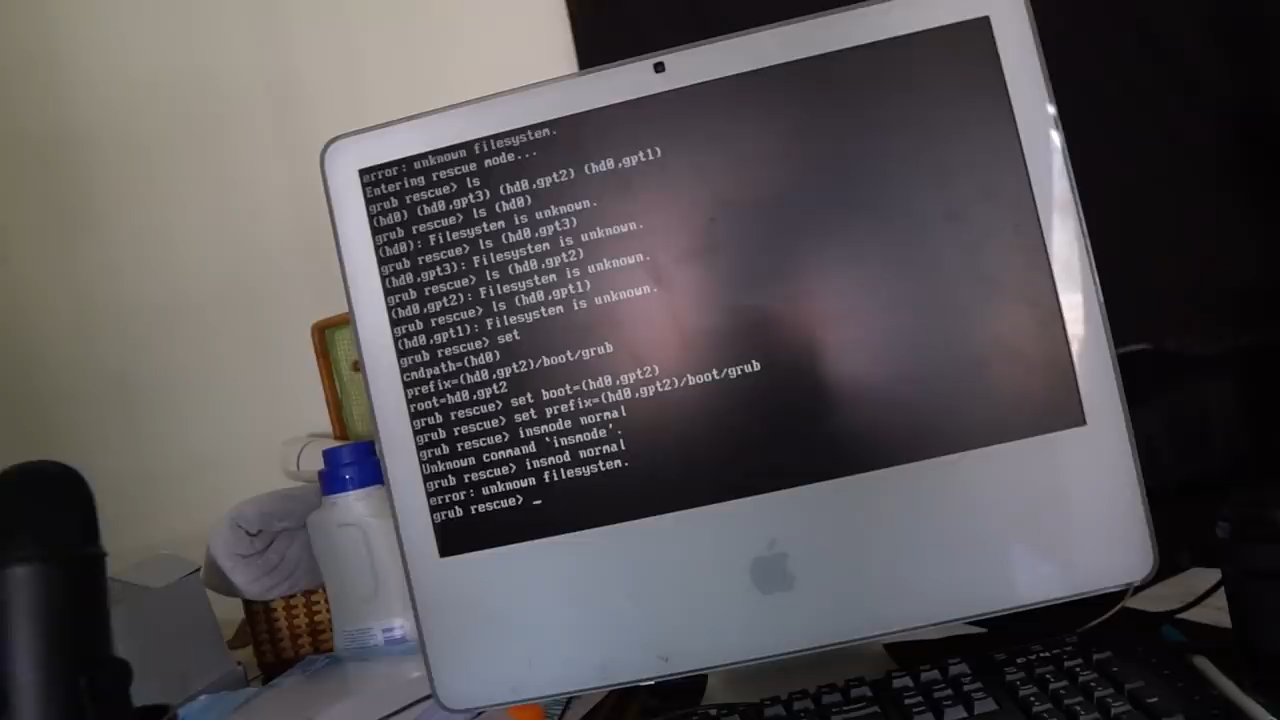 error: unknown filesystem.
Entering rescue mode...
grub rescue> ls
(hd0) (hd0,gpt3) (hd0,gpt2) (hd0,gpt1)
grub rescue> ls (hd0)
(hd0): Filesystem is unknown.
grub rescue> ls (hd0,gpt3)
(hd0,gpt3): Filesystem is unknown.
grub rescue> ls (hd0,gpt2)
(hd0,gpt2): Filesystem is unknown.
grub rescue> ls (hd0,gpt1)
(hd0,gpt1): Filesystem is unknown.
grub rescue> set
cmdpath=(hd0)
prefix=(hd0,gpt2)/boot/grub
root=hd0,gpt2
grub rescue> set boot=(hd0,gpt2)
grub rescue> set prefix=(hd0,gpt2)/boot/grub
grub rescue> insmode normal
Unknown command `insmode'.
grub rescue> insmod normal
error: unknown filesystem.
grub rescue> _